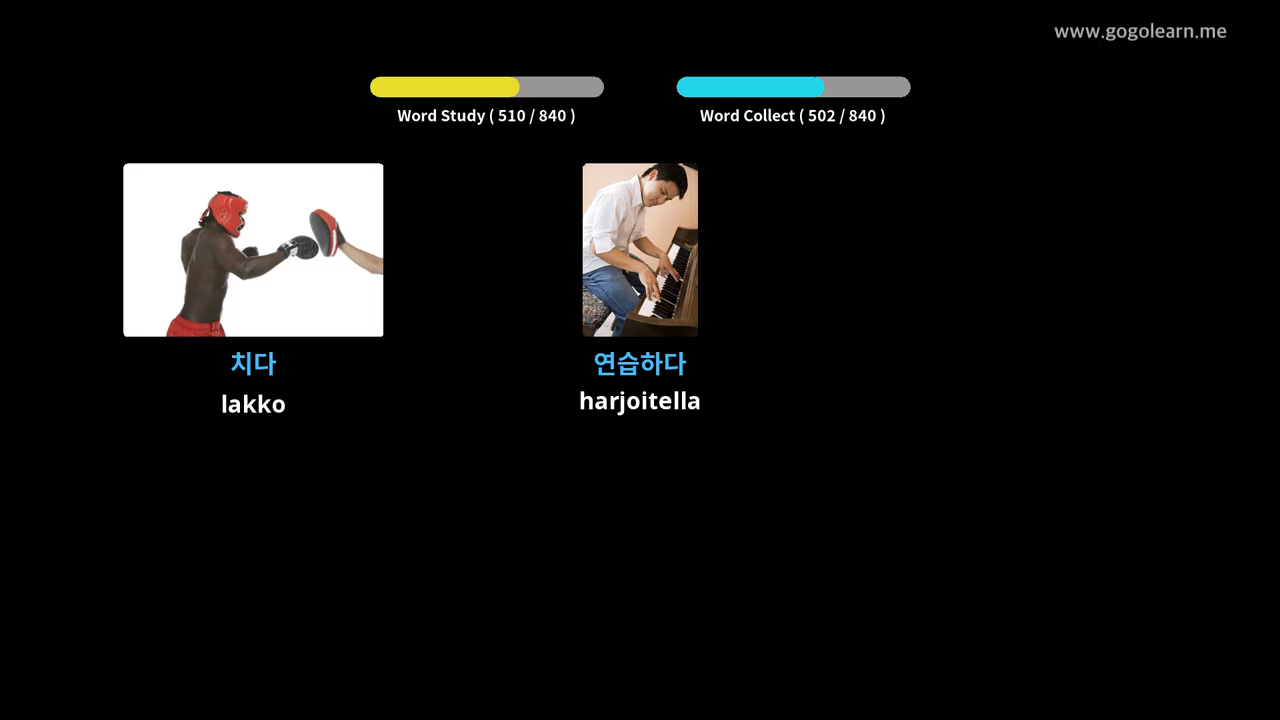 www.gogolearn.me
Word Study ( 510 / 840 )
Word Collect ( 502 / 840 )
치다
lakko
연습하다
harjoitella